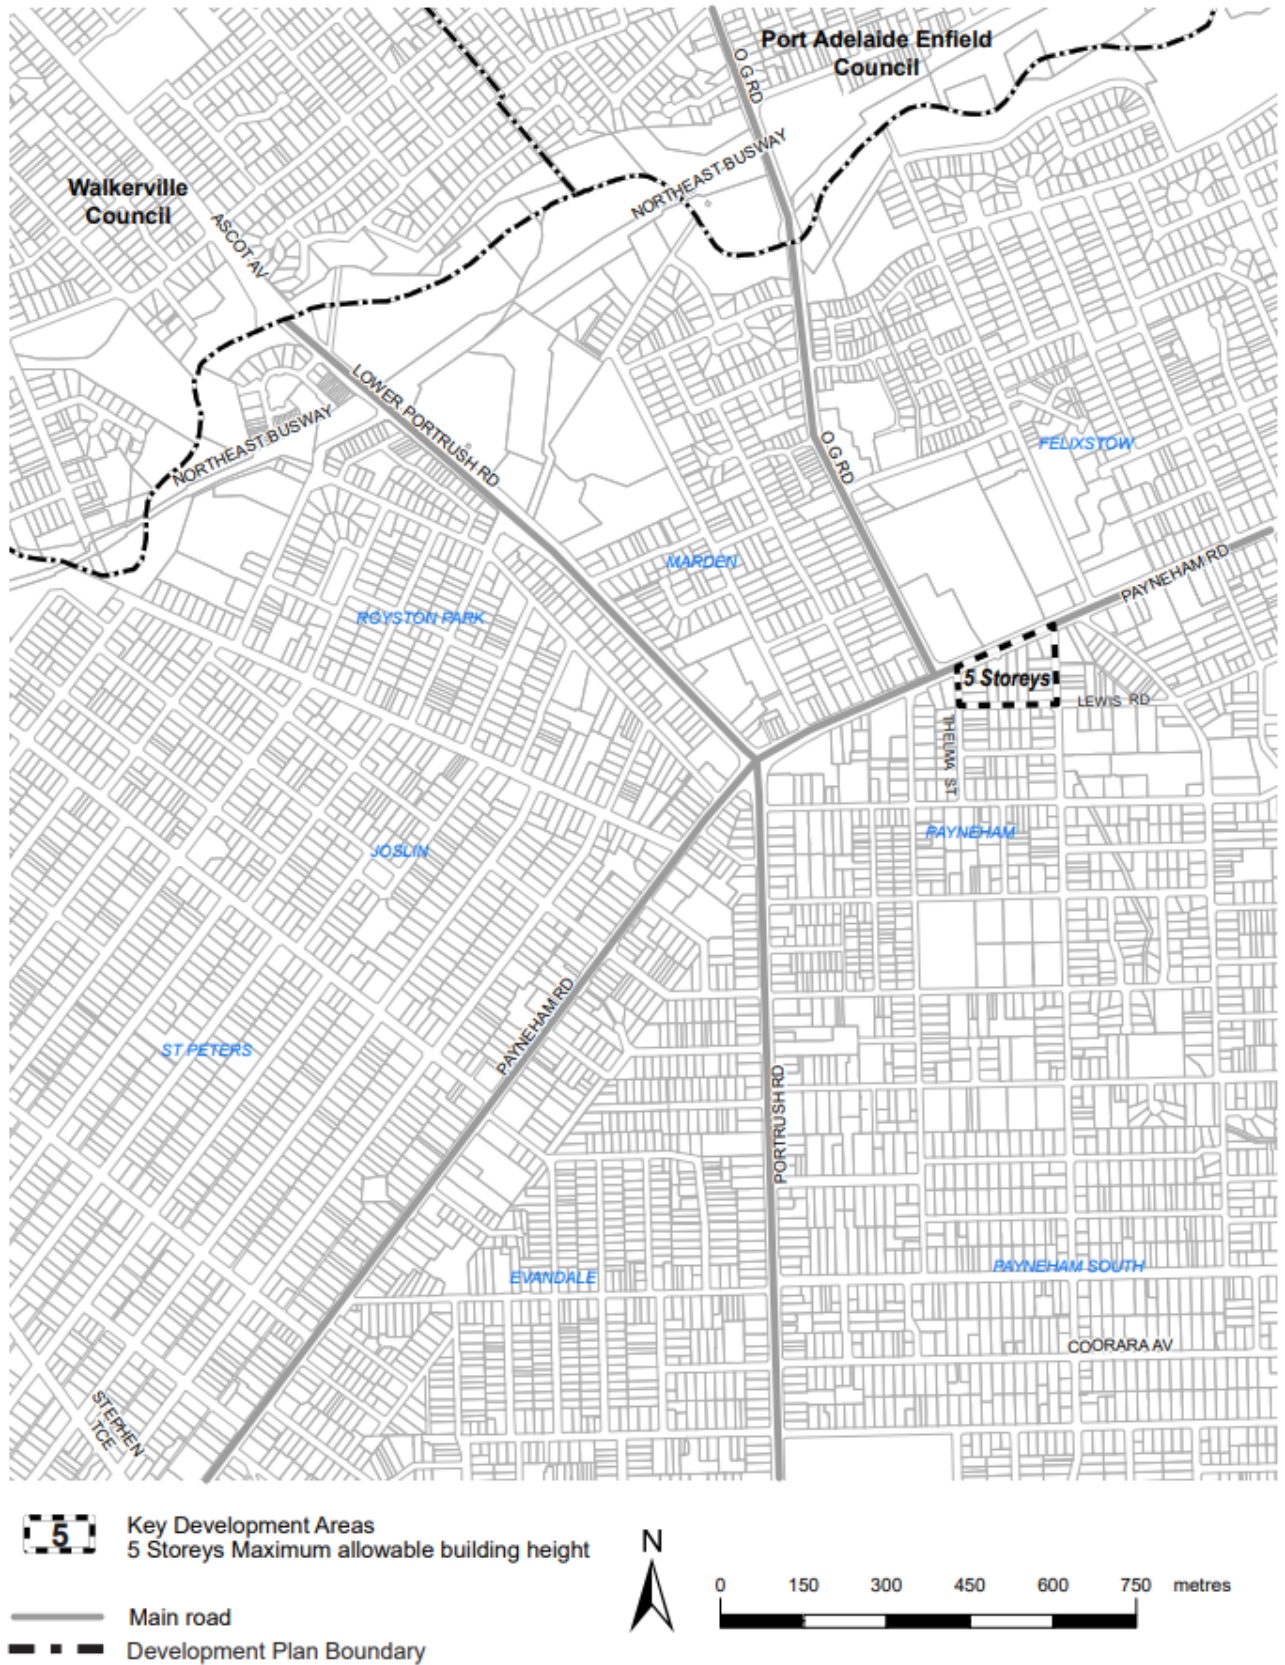 Port Adelaide Enfield
Council
O G RD
NORTHEAST BUSWAY
Walkerville
Council
ASCOT AV
LOWER PORTRUSH RD
NORTHEAST BUSWAY
O G RD
FELIXSTOW
MARDEN
PAYNEHAM RD
ROYSTON PARK
5 Storeys
LEWIS RD
THELMA ST
PAYNEHAM
JOSLIN
PAYNEHAM RD
ST PETERS
PORTRUSH RD
EVANDALE
PAYNEHAM SOUTH
COORARA AV
STEPHEN
TCE
5
Key Development Areas
5 Storeys Maximum allowable building height
N
0 150 300 450 600 750 metres
Main road
Development Plan Boundary